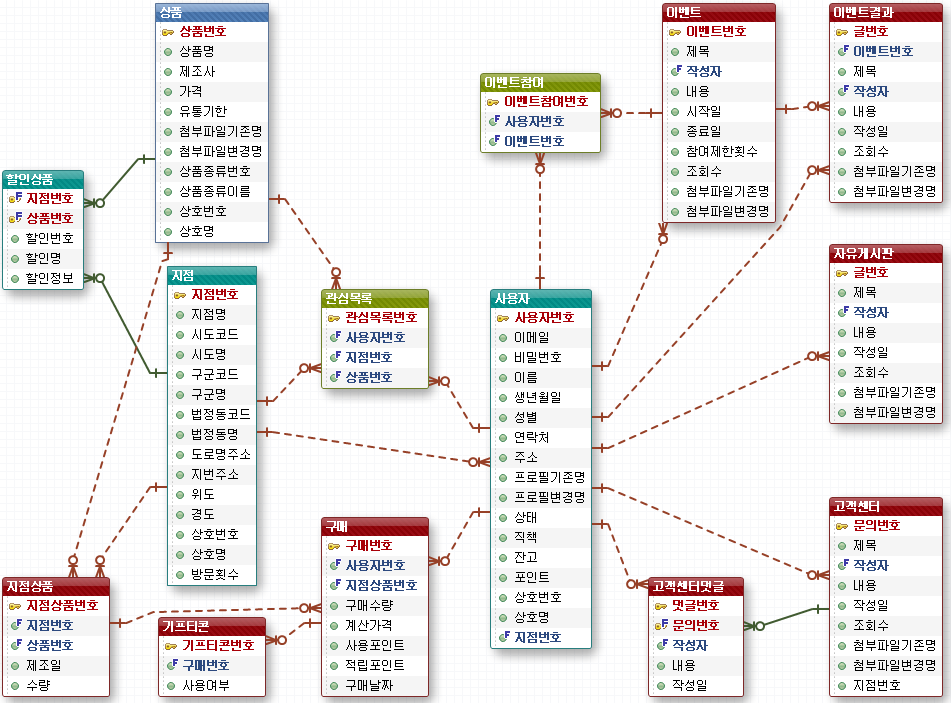 상품
상품번호
상품명
제조사
가격
유통기한
첨부파일기존명
첨부파일변경명
상품종류번호
상품종류이름
상호번호
상호명
이벤트
이벤트번호
제목
작성자
내용
시작일
종료일
참여제한횟수
조회수
첨부파일기존명
첨부파일변경명
이벤트결과
글번호
이벤트번호
제목
작성자
내용
작성일
조회수
첨부파일기존명
첨부파일변경명
이벤트참여
이벤트참여번호
사용자번호
이벤트번호
할인상품
지점번호
상품번호
할인번호
할인명
할인정보
지점
지점번호
지점명
시도코드
시도명
구군코드
구군명
법정동코드
법정동명
도로명주소
지번주소
위도
경도
상호번호
상호명
방문횟수
관심목록
관심목록번호
사용자번호
지점번호
상품번호
사용자
사용자번호
이메일
비밀번호
이름
생년월일
성별
연락처
주소
프로필기존명
프로필변경명
상태
직책
잔고
포인트
상호번호
상호명
지점번호
자유게시판
글번호
제목
작성자
내용
작성일
조회수
첨부파일기존명
첨부파일변경명
고객센터
문의번호
제목
작성자
내용
작성일
조회수
첨부파일기존명
첨부파일변경명
지점번호
구매
구매번호
사용자번호
지점상품번호
구매수량
계산가격
사용포인트
적립포인트
구매날짜
지점상품
지점상품번호
지점번호
상품번호
제조일
수량
기프티콘
기프티콘번호
구매번호
사용여부
고객센터댓글
댓글번호
문의번호
작성자
내용
작성일